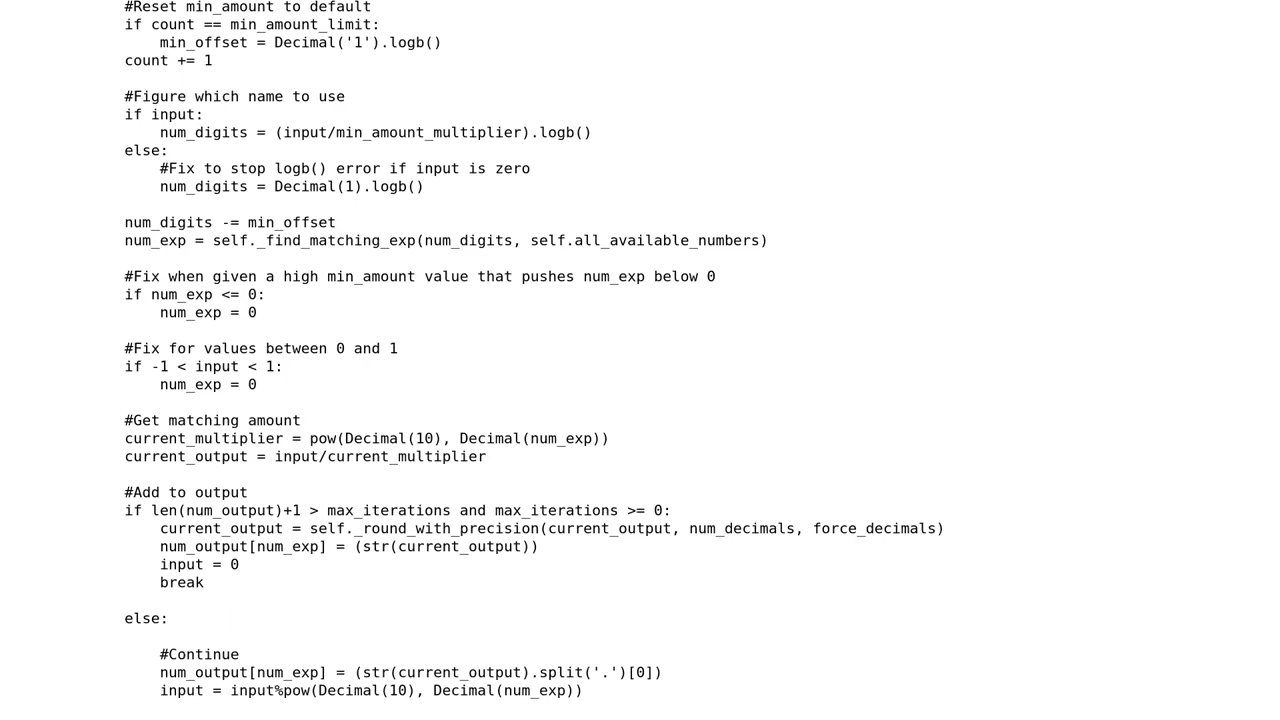 #Reset min_amount to default
if count == min_amount_limit:
    min_offset = Decimal('1').logb()
count += 1

#Figure which name to use
if input:
    num_digits = (input/min_amount_multiplier).logb()
else:
    #Fix to stop logb() error if input is zero
    num_digits = Decimal(1).logb()

num_digits -= min_offset
num_exp = self._find_matching_exp(num_digits, self.all_available_numbers)

#Fix when given a high min_amount value that pushes num_exp below 0
if num_exp <= 0:
    num_exp = 0

#Fix for values between 0 and 1
if -1 < input < 1:
    num_exp = 0

#Get matching amount
current_multiplier = pow(Decimal(10), Decimal(num_exp))
current_output = input/current_multiplier

#Add to output
if len(num_output)+1 > max_iterations and max_iterations >= 0:
    current_output = self._round_with_precision(current_output, num_decimals, force_decimals)
    num_output[num_exp] = (str(current_output))
    input = 0
    break

else:

    #Continue
    num_output[num_exp] = (str(current_output).split('.')[0])
    input = input%pow(Decimal(10), Decimal(num_exp))